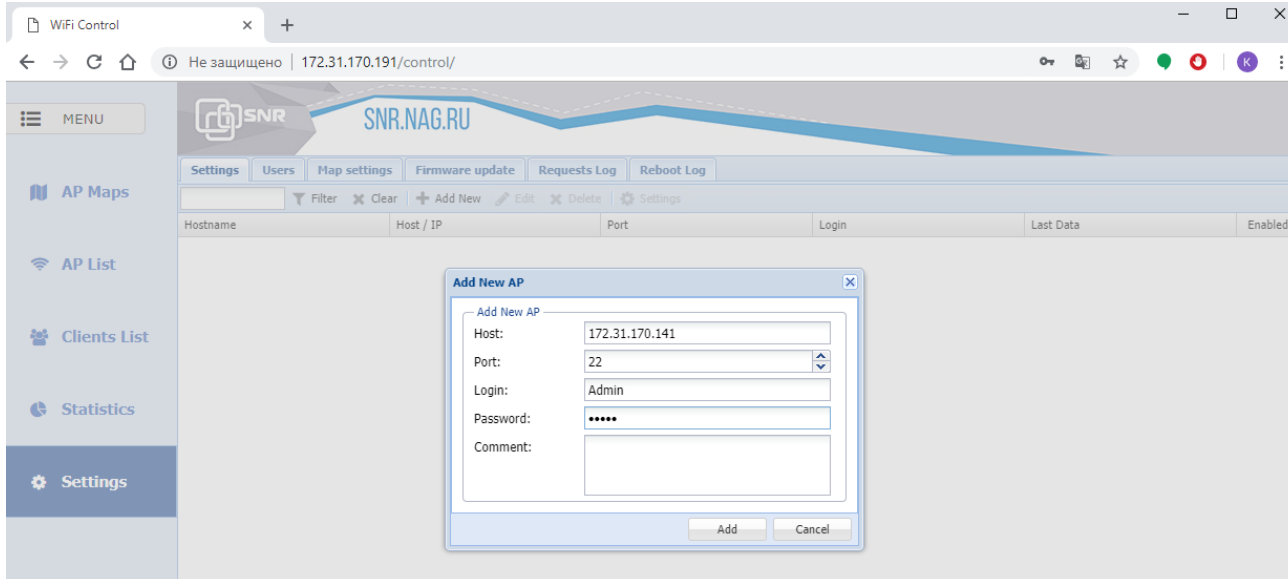 WiFi Control
Не защищено | 172.31.170.191/control/
K
MENU
SNR
SNR.NAG.RU
Settings Users Map settings Firmware update Requests Log Reboot Log
Filter Clear Add New Edit Delete Settings
Hostname Host / IP Port Login Last Data Enabled
AP Maps
AP List
Clients List
Statistics
Settings
Add New AP
Add New AP
Host: 172.31.170.141
Port: 22
Login: Admin
Password: •••••
Comment:
Add Cancel